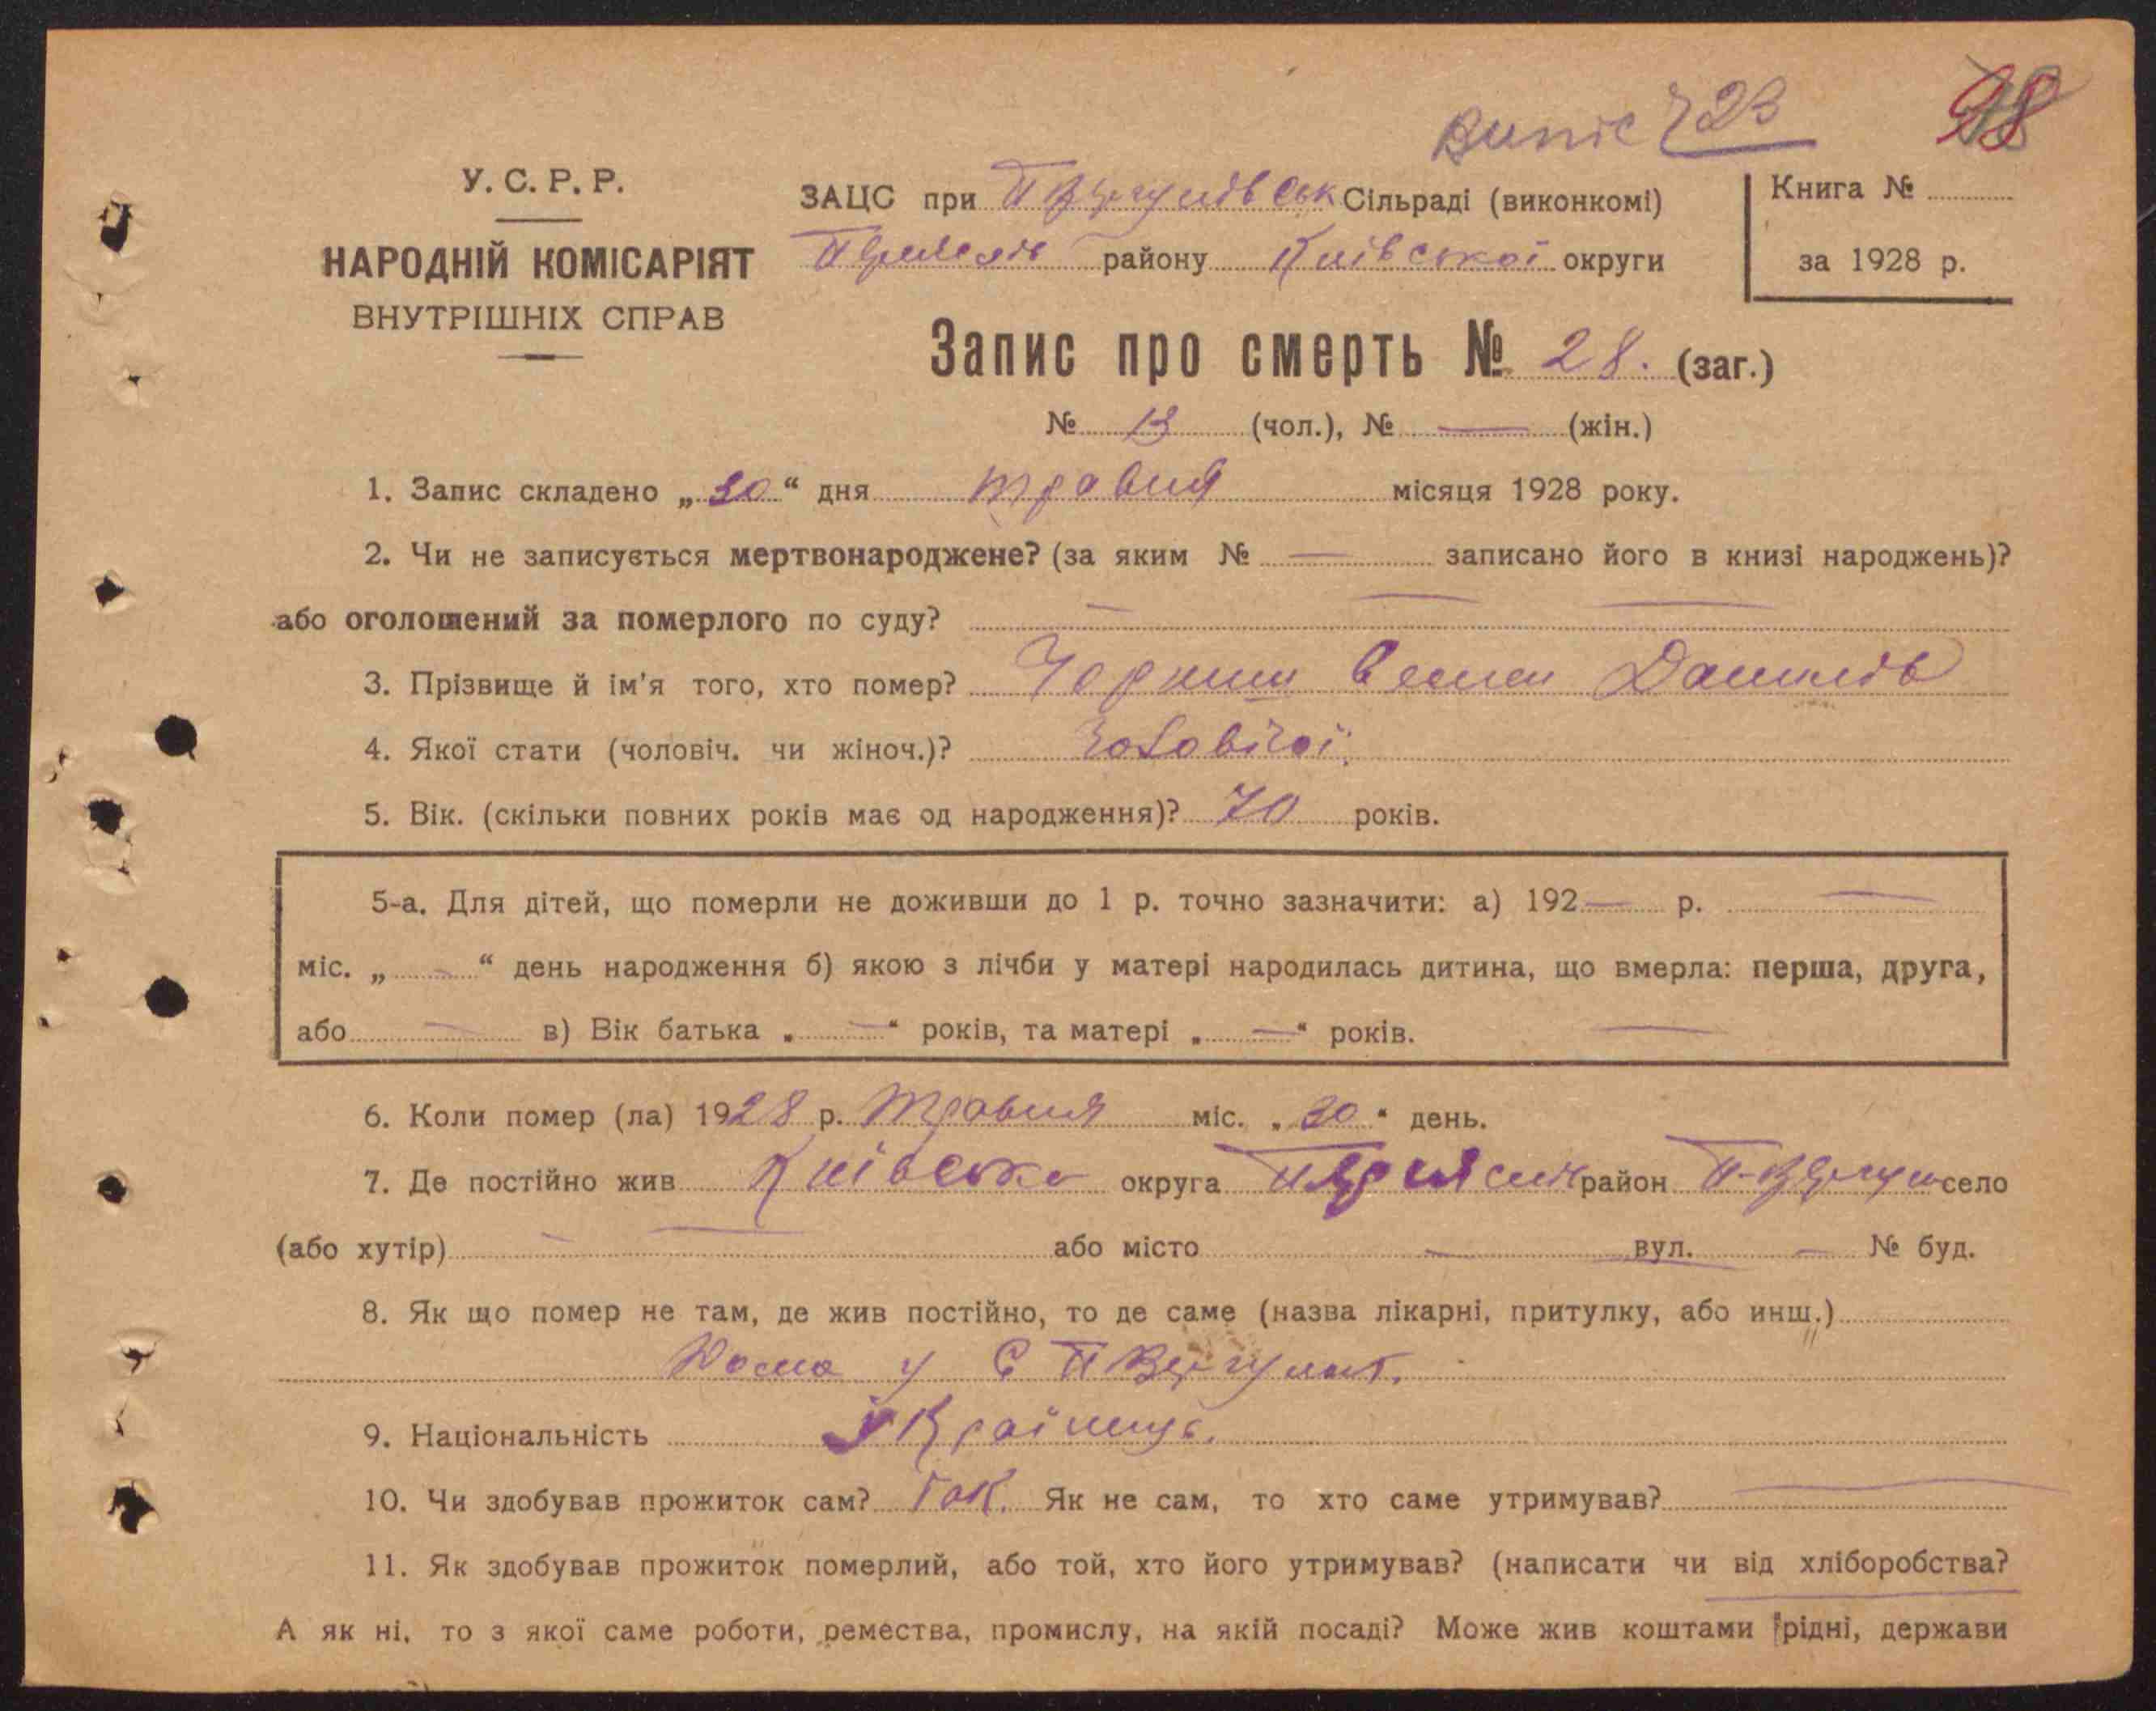 Випис 723
98
У. С. Р. Р.
НАРОДНІЙ КОМІСАРІЯТ
ВНУТРІШНІХ СПРАВ
ЗАЦС при Сільраді (виконкомі)
району Київської округи
Книга №
за 1928 р.
Запис про смерть № 28. (заг.)
№ 13 (чол.), № — (жін.)
1. Запис складено „30“ дня травня місяця 1928 року.
2. Чи не записується мертвонароджене? (за яким № — записано його в книзі народжень)?
або оголошений за померлого по суду? — — —
3. Прізвище й ім'я того, хто помер? Данилів
4. Якої стати (чоловіч. чи жіноч.)? Чоловічої
5. Вік. (скільки повних років має од народження)? 70 років.
5-а. Для дітей, що померли не доживши до 1 р. точно зазначити: а) 192 — р. —
міс. „ — “ день народження б) якою з лічби у матері народилась дитина, що вмерла: перша, друга,
або — в) Вік батька „ — “ років, та матері „ — “ років. —
6. Коли помер (ла) 1928 р. травня міс. „30“ день.
7. Де постійно жив Київська округа район село
(або хутір) — — або місто — вул. — № буд.
8. Як що помер не там, де жив постійно, то де саме (назва лікарні, притулку, або инш.)
Дома у с
9. Національність Українець.
10. Чи здобував прожиток сам? Так. Як не сам, то хто саме утримував? —
11. Як здобував прожиток померлий, або той, хто його утримував? (написати чи від хліборобства?
А як ні, то з якої саме роботи, ремества, промислу, на якій посаді? Може жив коштами рідні, держави